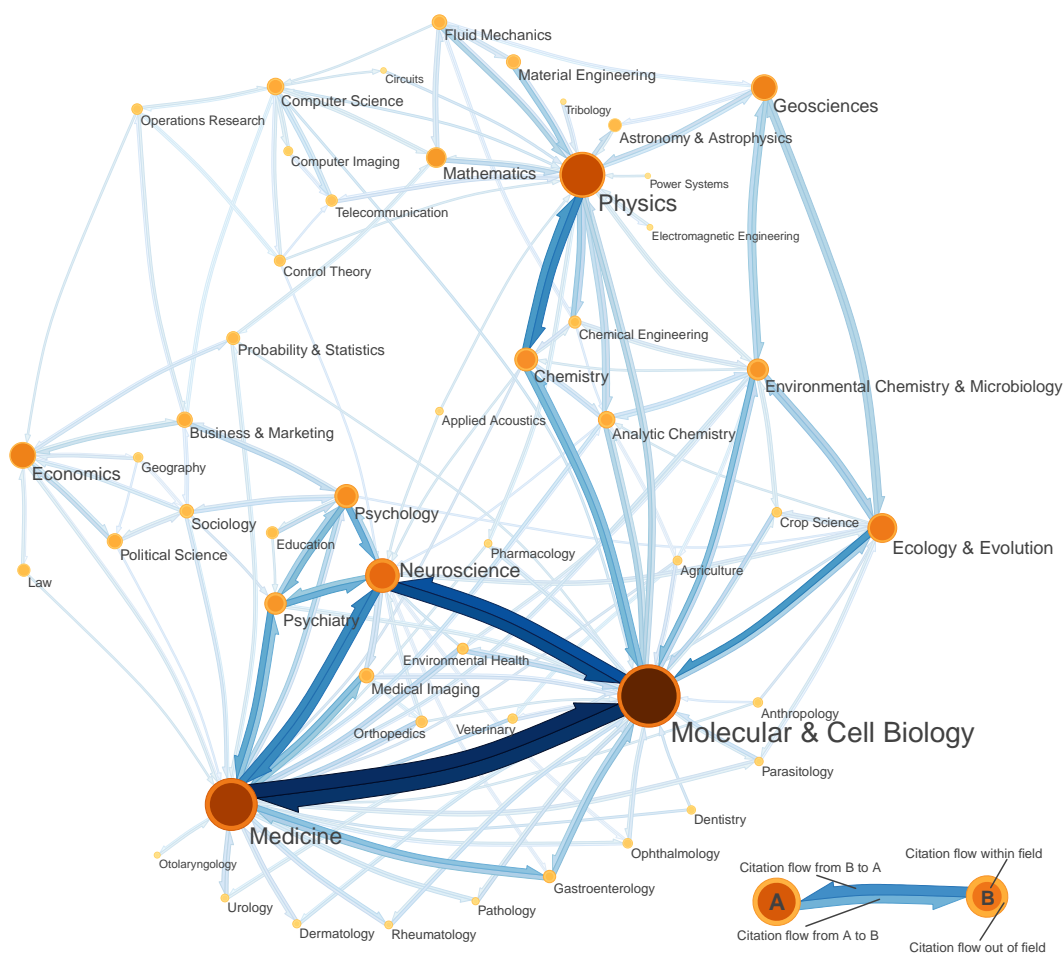 Fluid Mechanics
Material Engineering
Circuits
Computer Science
Tribology
Geosciences
Operations Research
Astronomy & Astrophysics
Computer Imaging
Mathematics
Power Systems
Physics
Telecommunication
Electromagnetic Engineering
Control Theory
Probability & Statistics
Chemical Engineering
Chemistry
Environmental Chemistry & Microbiology
Applied Acoustics
Analytic Chemistry
Business & Marketing
Economics
Geography
Psychology
Sociology
Crop Science
Education
Political Science
Ecology & Evolution
Pharmacology
Neuroscience
Agriculture
Law
Psychiatry
Environmental Health
Medical Imaging
Anthropology
Orthopedics
Veterinary
Molecular & Cell Biology
Parasitology
Dentistry
Medicine
Ophthalmology
Otolaryngology
Gastroenterology
Urology
Pathology
Dermatology
Rheumatology
Citation flow from B to A
Citation flow within field
A
B
Citation flow from A to B
Citation flow out of field